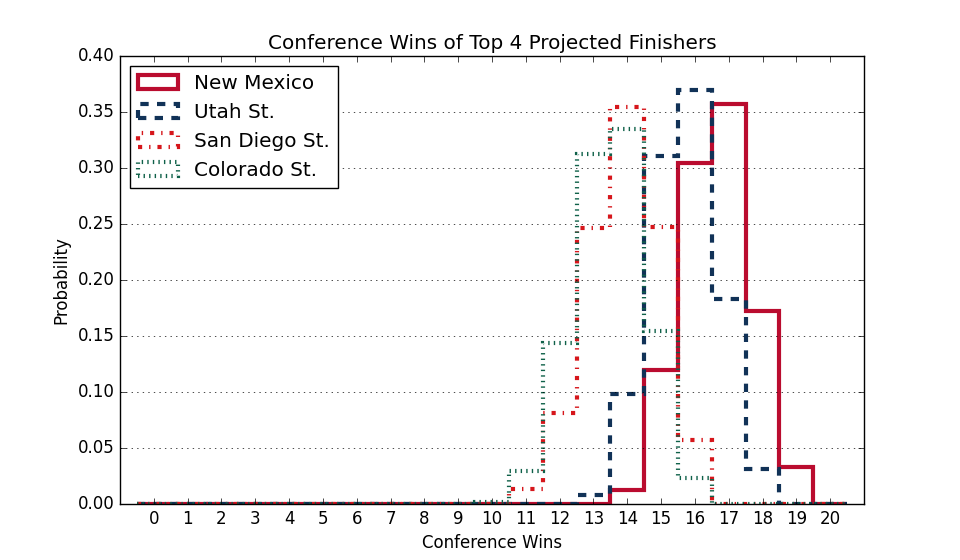 Conference Wins of Top 4 Projected Finishers
New Mexico
Utah St.
San Diego St.
Colorado St.
0.40
0.35
0.30
0.25
0.20
0.15
0.10
0.05
0.00
Probability
0 1 2 3 4 5 6 7 8 9 10 11 12 13 14 15 16 17 18 19 20
Conference Wins